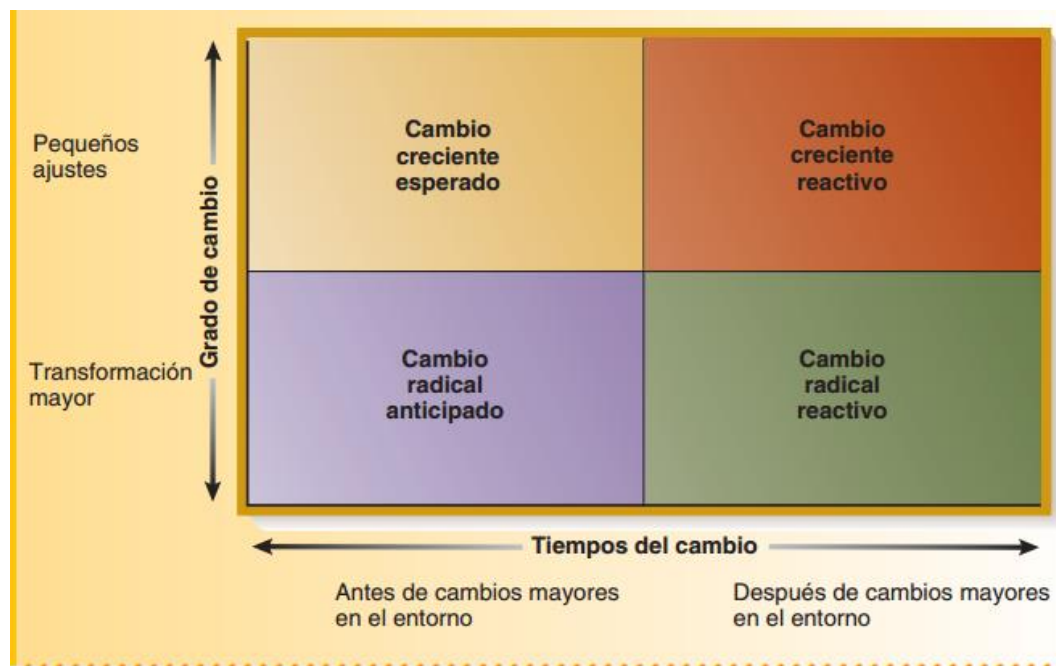 Pequeños
ajustes
Grado de cambio
Transformación
mayor
Cambio
creciente
esperado
Cambio
creciente
reactivo
Cambio
radical
anticipado
Cambio
radical
reactivo
Tiempos del cambio
Antes de cambios mayores
en el entorno
Después de cambios mayores
en el entorno